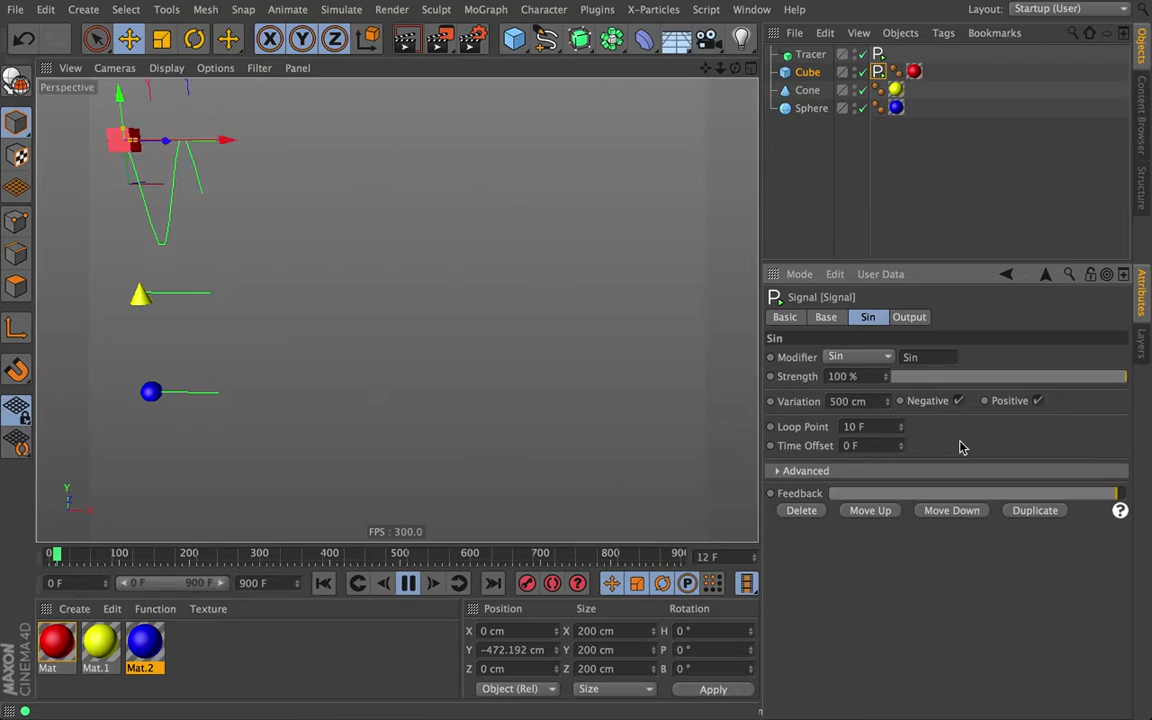 File Edit Create Select Tools Mesh Snap Animate Simulate Render Sculpt MoGraph Character Plugins X-Particles Script Window Help Layout: Startup (User)
X Y Z
File Edit View Objects Tags Bookmarks
View Cameras Display Options Filter Panel
Perspective
Tracer
Cube
Cone
Sphere
Objects
Content Browser
Structure
Mode Edit User Data
Signal [Signal]
Basic Base Sin Output
Sin
Modifier Sin Sin
Strength 100 %
Variation 500 cm Negative Positive
Loop Point 10 F
Time Offset 0 F
Advanced
Feedback
Delete Move Up Move Down Duplicate ?
Attributes
Layers
Y
FPS : 300.0
0 100 200 300 400 500 600 700 800 90 12 F
0 F 0 F 900 F 900 F
Create Edit Function Texture
Mat Mat.1 Mat.2
Position Size Rotation
X 0 cm X 200 cm H 0 °
Y -472.192 cm Y 200 cm P 0 °
Z 0 cm Z 200 cm B 0 °
Object (Rel) Size Apply
MAXON
CINEMA4D